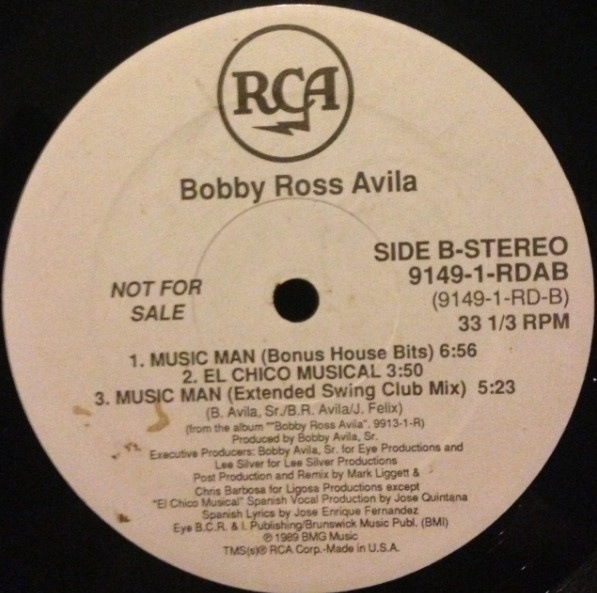 RCA
Bobby Ross Avila
SIDE B-STEREO
9149-1-RDAB
(9149-1-RD-B)
33 1/3 RPM
NOT FOR
SALE
1. MUSIC MAN (Bonus House Bits) 6:56
2. EL CHICO MUSICAL 3:50
3. MUSIC MAN (Extended Swing Club Mix) 5:23
(B. Avila, Sr./B.R. Avila/J. Felix)
(from the album ""Bobby Ross Avila". 9913-1-R)
Produced by Bobby Avila, Sr.
Executive Producers: Bobby Avila, Sr. for Eye Productions and
Lee Silver for Lee Silver Productions
Post Production and Remix by Mark Liggett &
Chris Barbosa for Ligosa Productions except
"El Chico Musical" Spanish Vocal Production by Jose Quintana
Spanish Lyrics by Jose Enrique Fernandez
Eye B.C.R. & I. Publishing/Brunswick Music Publ. (BMI)
℗ 1989 BMG Music
TMS(s)® RCA Corp.-Made in U.S.A.